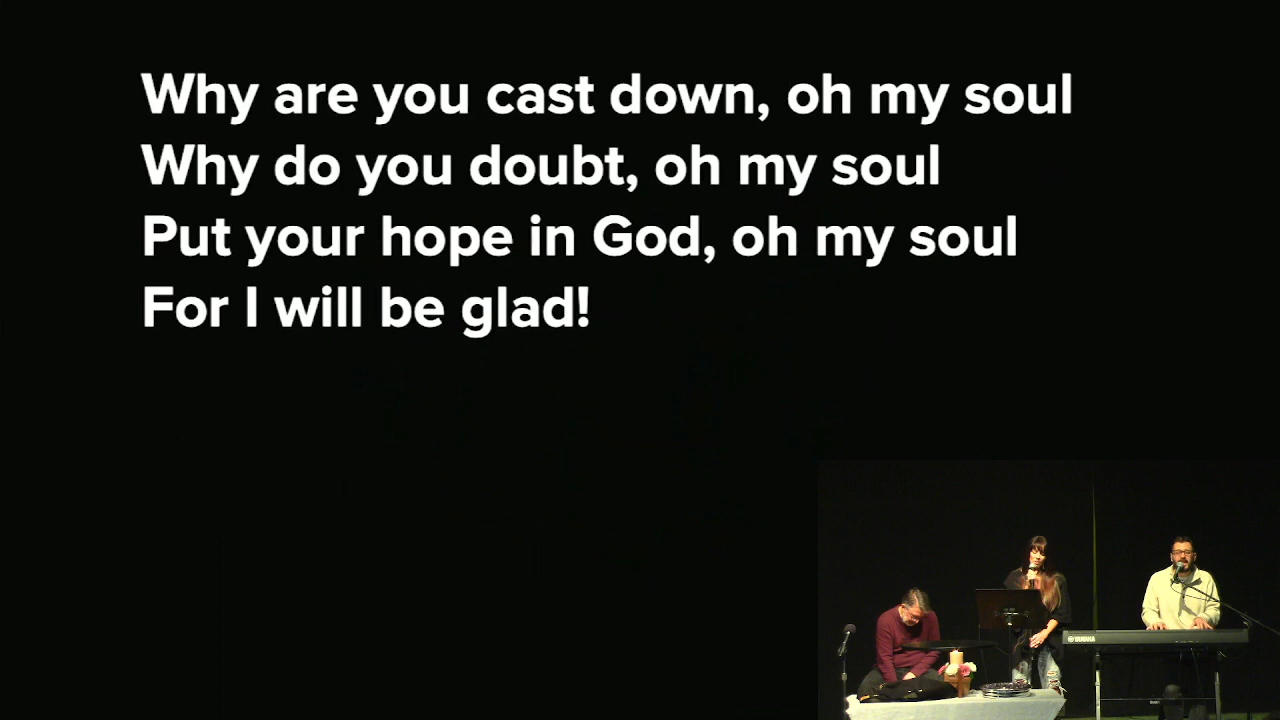 Why are you cast down, oh my soul
Why do you doubt, oh my soul
Put your hope in God, oh my soul
For I will be glad!
YAMAHA